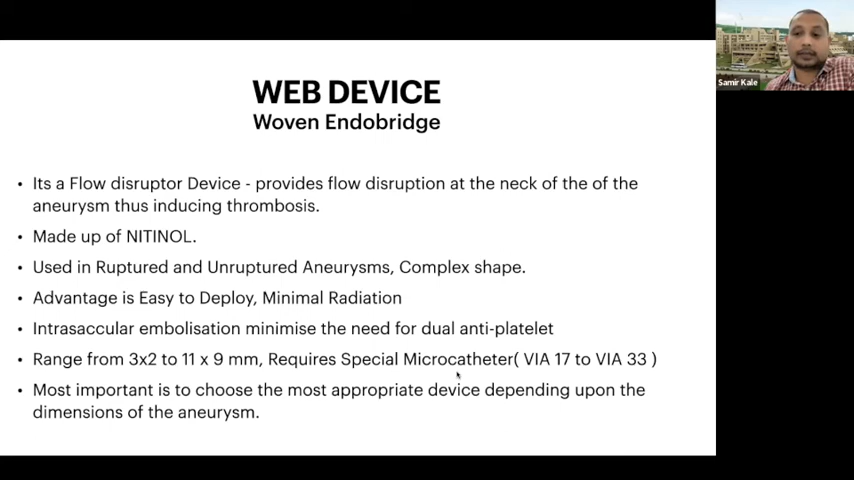 WEB DEVICE
Woven Endobridge
• Its a Flow disruptor Device - provides flow disruption at the neck of the of the
aneurysm thus inducing thrombosis.
• Made up of NITINOL.
• Used in Ruptured and Unruptured Aneurysms, Complex shape.
• Advantage is Easy to Deploy, Minimal Radiation
• Intrasaccular embolisation minimise the need for dual anti-platelet
• Range from 3x2 to 11 x 9 mm, Requires Special Microcatheter( VIA 17 to VIA 33 )
• Most important is to choose the most appropriate device depending upon the
dimensions of the aneurysm.
Samir Kale